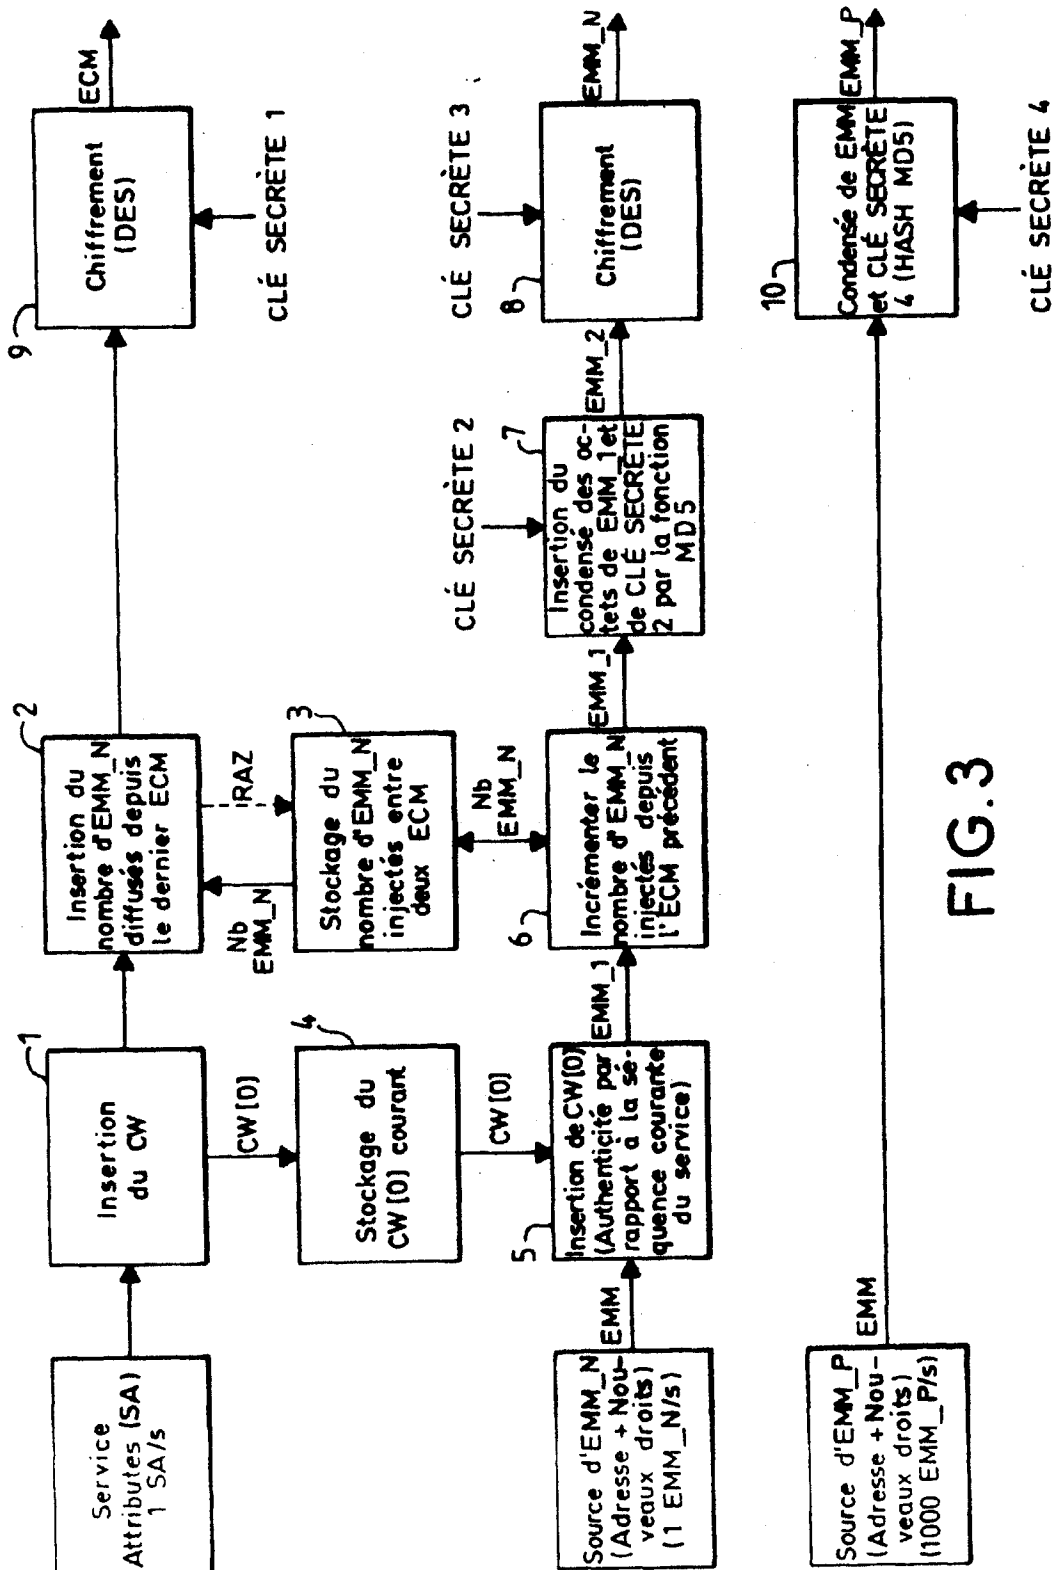 Service
Attributes (SA)
1 SA/s
1
Insertion
du CW
2
Insertion du
nombre d'EMM_N
diffusés depuis
le dernier ECM
9
Chiffrement
(DES)
ECM
CLÉ SECRÈTE 1
CW[0]
Nb
EMM_N
IRAZ
4
Stockage du
CW[0] courant
3
Stockage du
nombre d'EMM_N
injectés entre
deux ECM
CW[0]
Nb
EMM_N
CLÉ SECRÈTE 2
CLÉ SECRÈTE 3
Source d'EMM_N
(Adresse + Nou-
veaux droits)
(1 EMM_N/s)
EMM
5
Insertion de CW[0]
(Authenticité par
rapport à la sé-
quence courante
du service)
EMM_1
6
Incrémenter le
nombre d'EMM_N
injectés depuis
l'ECM précédent
EMM_1
7
Insertion du
condensé des oc-
tets de EMM_1 et
de CLÉ SECRÈTE
2 par la fonction
MD5
EMM_2
8
Chiffrement
(DES)
EMM_N
Source d'EMM_P
(Adresse + Nou-
veaux droits)
(1000 EMM_P/s)
EMM
10
Condensé de EMM
et CLÉ SECRÈTE
4 (HASH MD5)
EMM_P
CLÉ SECRÈTE 4
FIG.3